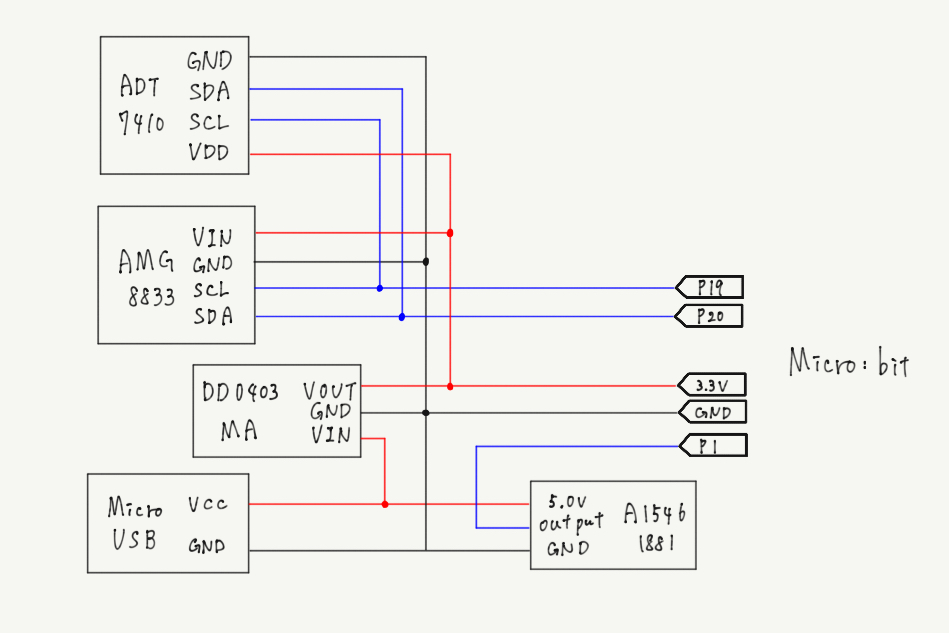 ADT
7410
GND
SDA
SCL
VDD
AMG
8833
VIN
GND
SCL
SDA
P19
P20
Micro:bit
DD0403
MA
VOUT
GND
VIN
3.3V
GND
P1
Micro
USB
Vcc
GND
5.0V
output
GND
A1546
1881